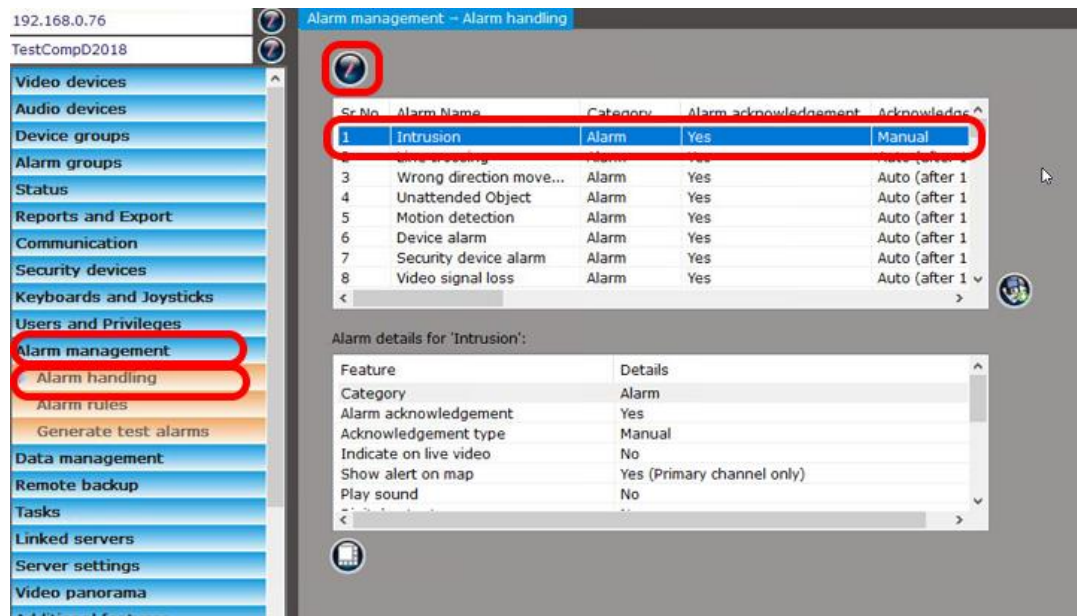 192.168.0.76
TestCompD2018
Video devices
Audio devices
Device groups
Alarm groups
Status
Reports and Export
Communication
Security devices
Keyboards and Joysticks
Users and Privileges
Alarm management
Alarm handling
Alarm rules
Generate test alarms
Data management
Remote backup
Tasks
Linked servers
Server settings
Video panorama
Alarm management – Alarm handling
Sr No Alarm Name Category Alarm acknowledgement Acknowledge
1 Intrusion Alarm Yes Manual
3 Wrong direction move... Alarm Yes Auto (after 1
4 Unattended Object Alarm Yes Auto (after 1
5 Motion detection Alarm Yes Auto (after 1
6 Device alarm Alarm Yes Auto (after 1
7 Security device alarm Alarm Yes Auto (after 1
8 Video signal loss Alarm Yes Auto (after 1
Alarm details for 'Intrusion':
Feature Details
Category Alarm
Alarm acknowledgement Yes
Acknowledgement type Manual
Indicate on live video No
Show alert on map Yes (Primary channel only)
Play sound No